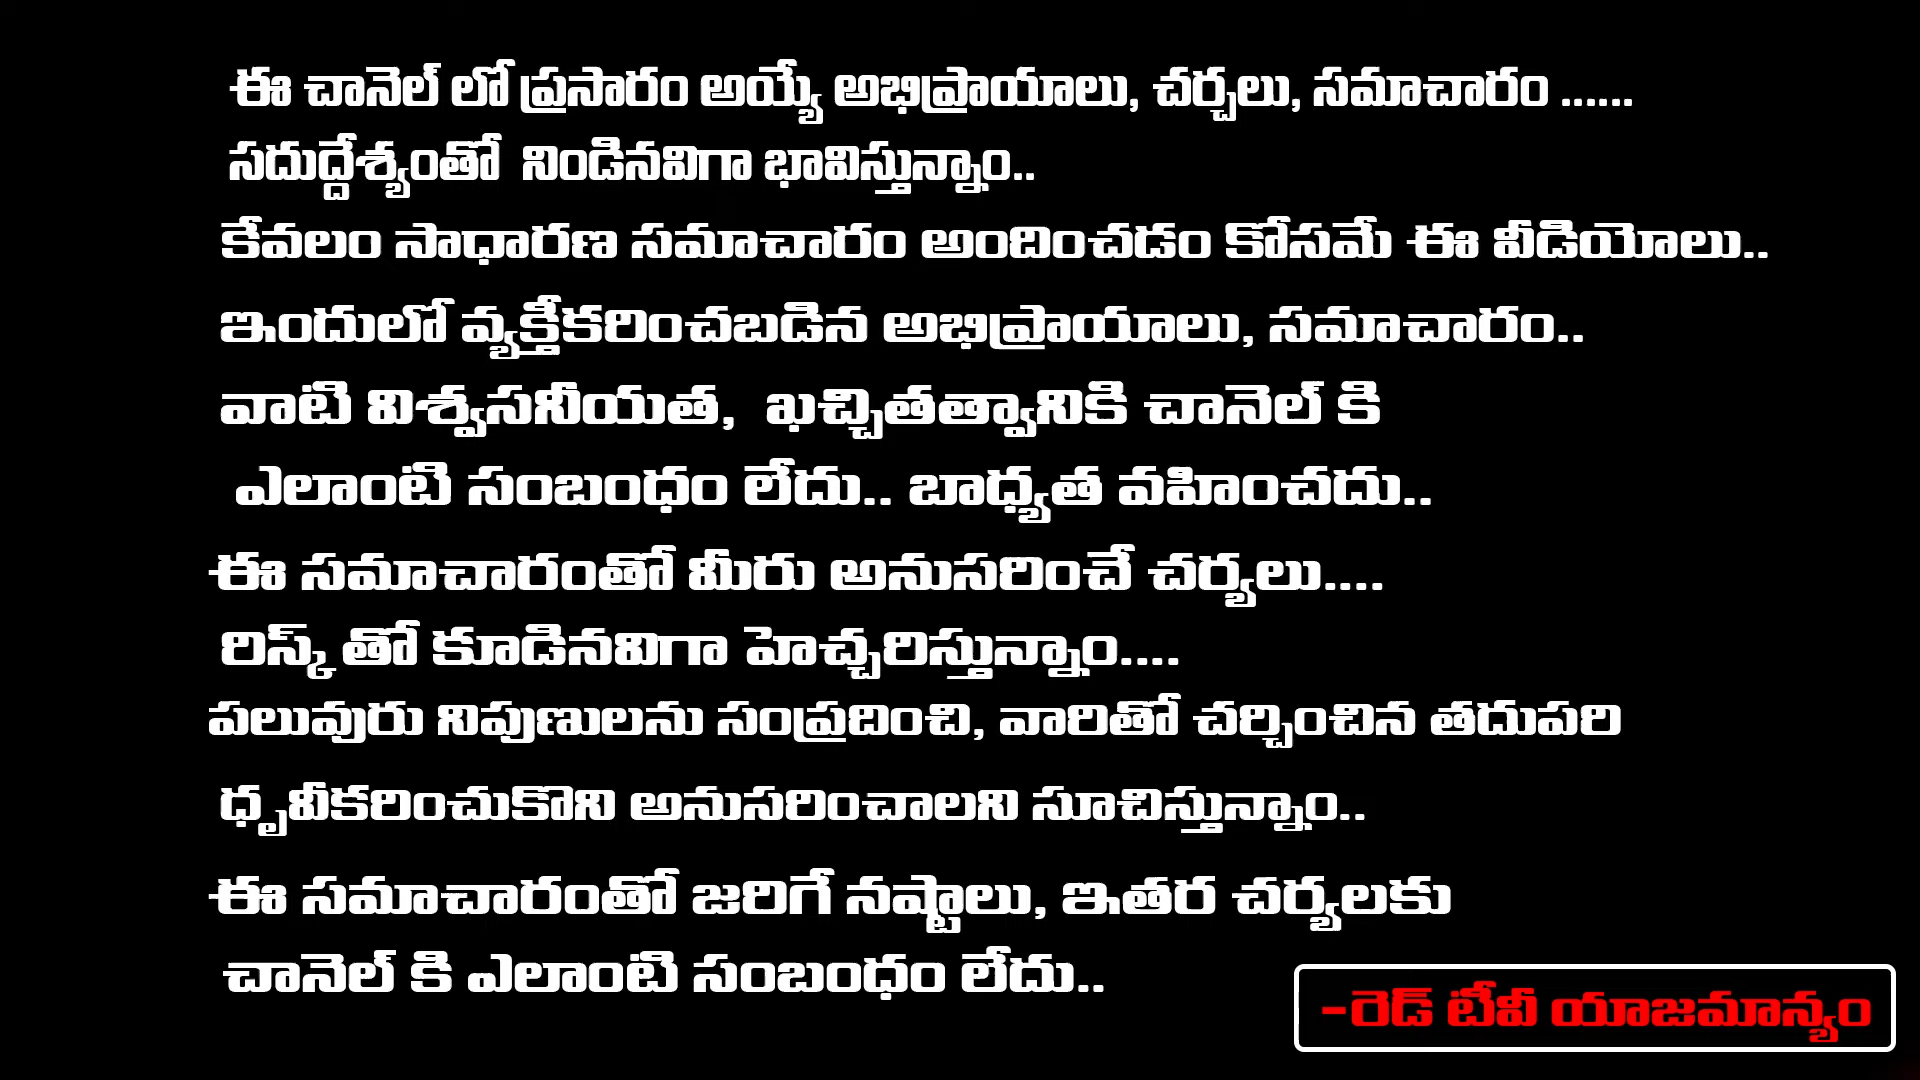 ఈ చానెల్ లో ప్రసారం అయ్యే అభిప్రాయాలు, చర్చలు, సమాచారం ......
సదుద్దేశ్యంతో నిండినవిగా భావిస్తున్నాం..
కేవలం సాధారణ సమాచారం అందించడం కోసమే ఈ వీడియోలు..
ఇందులో వ్యక్తీకరించబడిన అభిప్రాయాలు, సమాచారం..
వాటి విశ్వసనీయత, ఖచ్చితత్వానికి చానెల్ కి
ఎలాంటి సంబంధం లేదు.. బాధ్యత వహించదు..
ఈ సమాచారంతో మీరు అనుసరించే చర్యలు....
రిస్క్ తో కూడినవిగా హెచ్చరిస్తున్నాం....
పలువురు నిపుణులను సంప్రదించి, వారితో చర్చించిన తదుపరి
ధృవీకరించుకొని అనుసరించాలని సూచిస్తున్నాం..
ఈ సమాచారంతో జరిగే నష్టాలు, ఇతర చర్యలకు
చానెల్ కి ఎలాంటి సంబంధం లేదు..
-రెడ్ టీవీ యాజమాన్యం